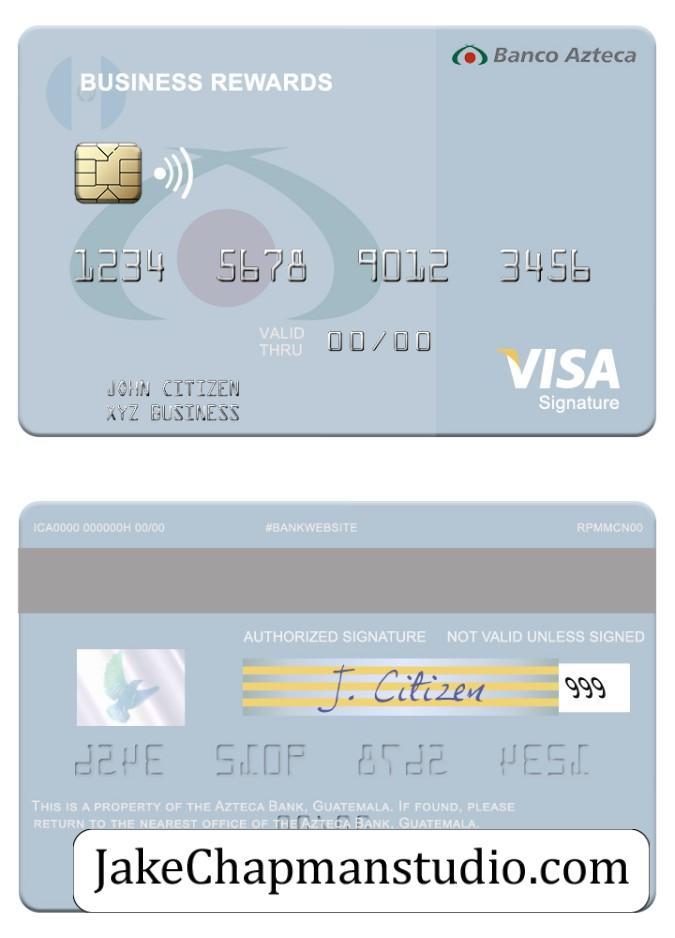 Banco Azteca
BUSINESS REWARDS
1234 5678 9012 3456
VALID THRU 00/00
JOHN CITIZEN
XYZ BUSINESS
VISA
Signature
ICA0000 000000H 00/00 #BANKWEBSITE RPMMCN00
AUTHORIZED SIGNATURE NOT VALID UNLESS SIGNED
J. Citizen 999
THIS IS A PROPERTY OF THE AZTECA BANK, GUATEMALA. IF FOUND, PLEASE
RETURN TO THE NEAREST OFFICE OF THE AZTECA BANK, GUATEMALA.
JakeChapmanstudio.com